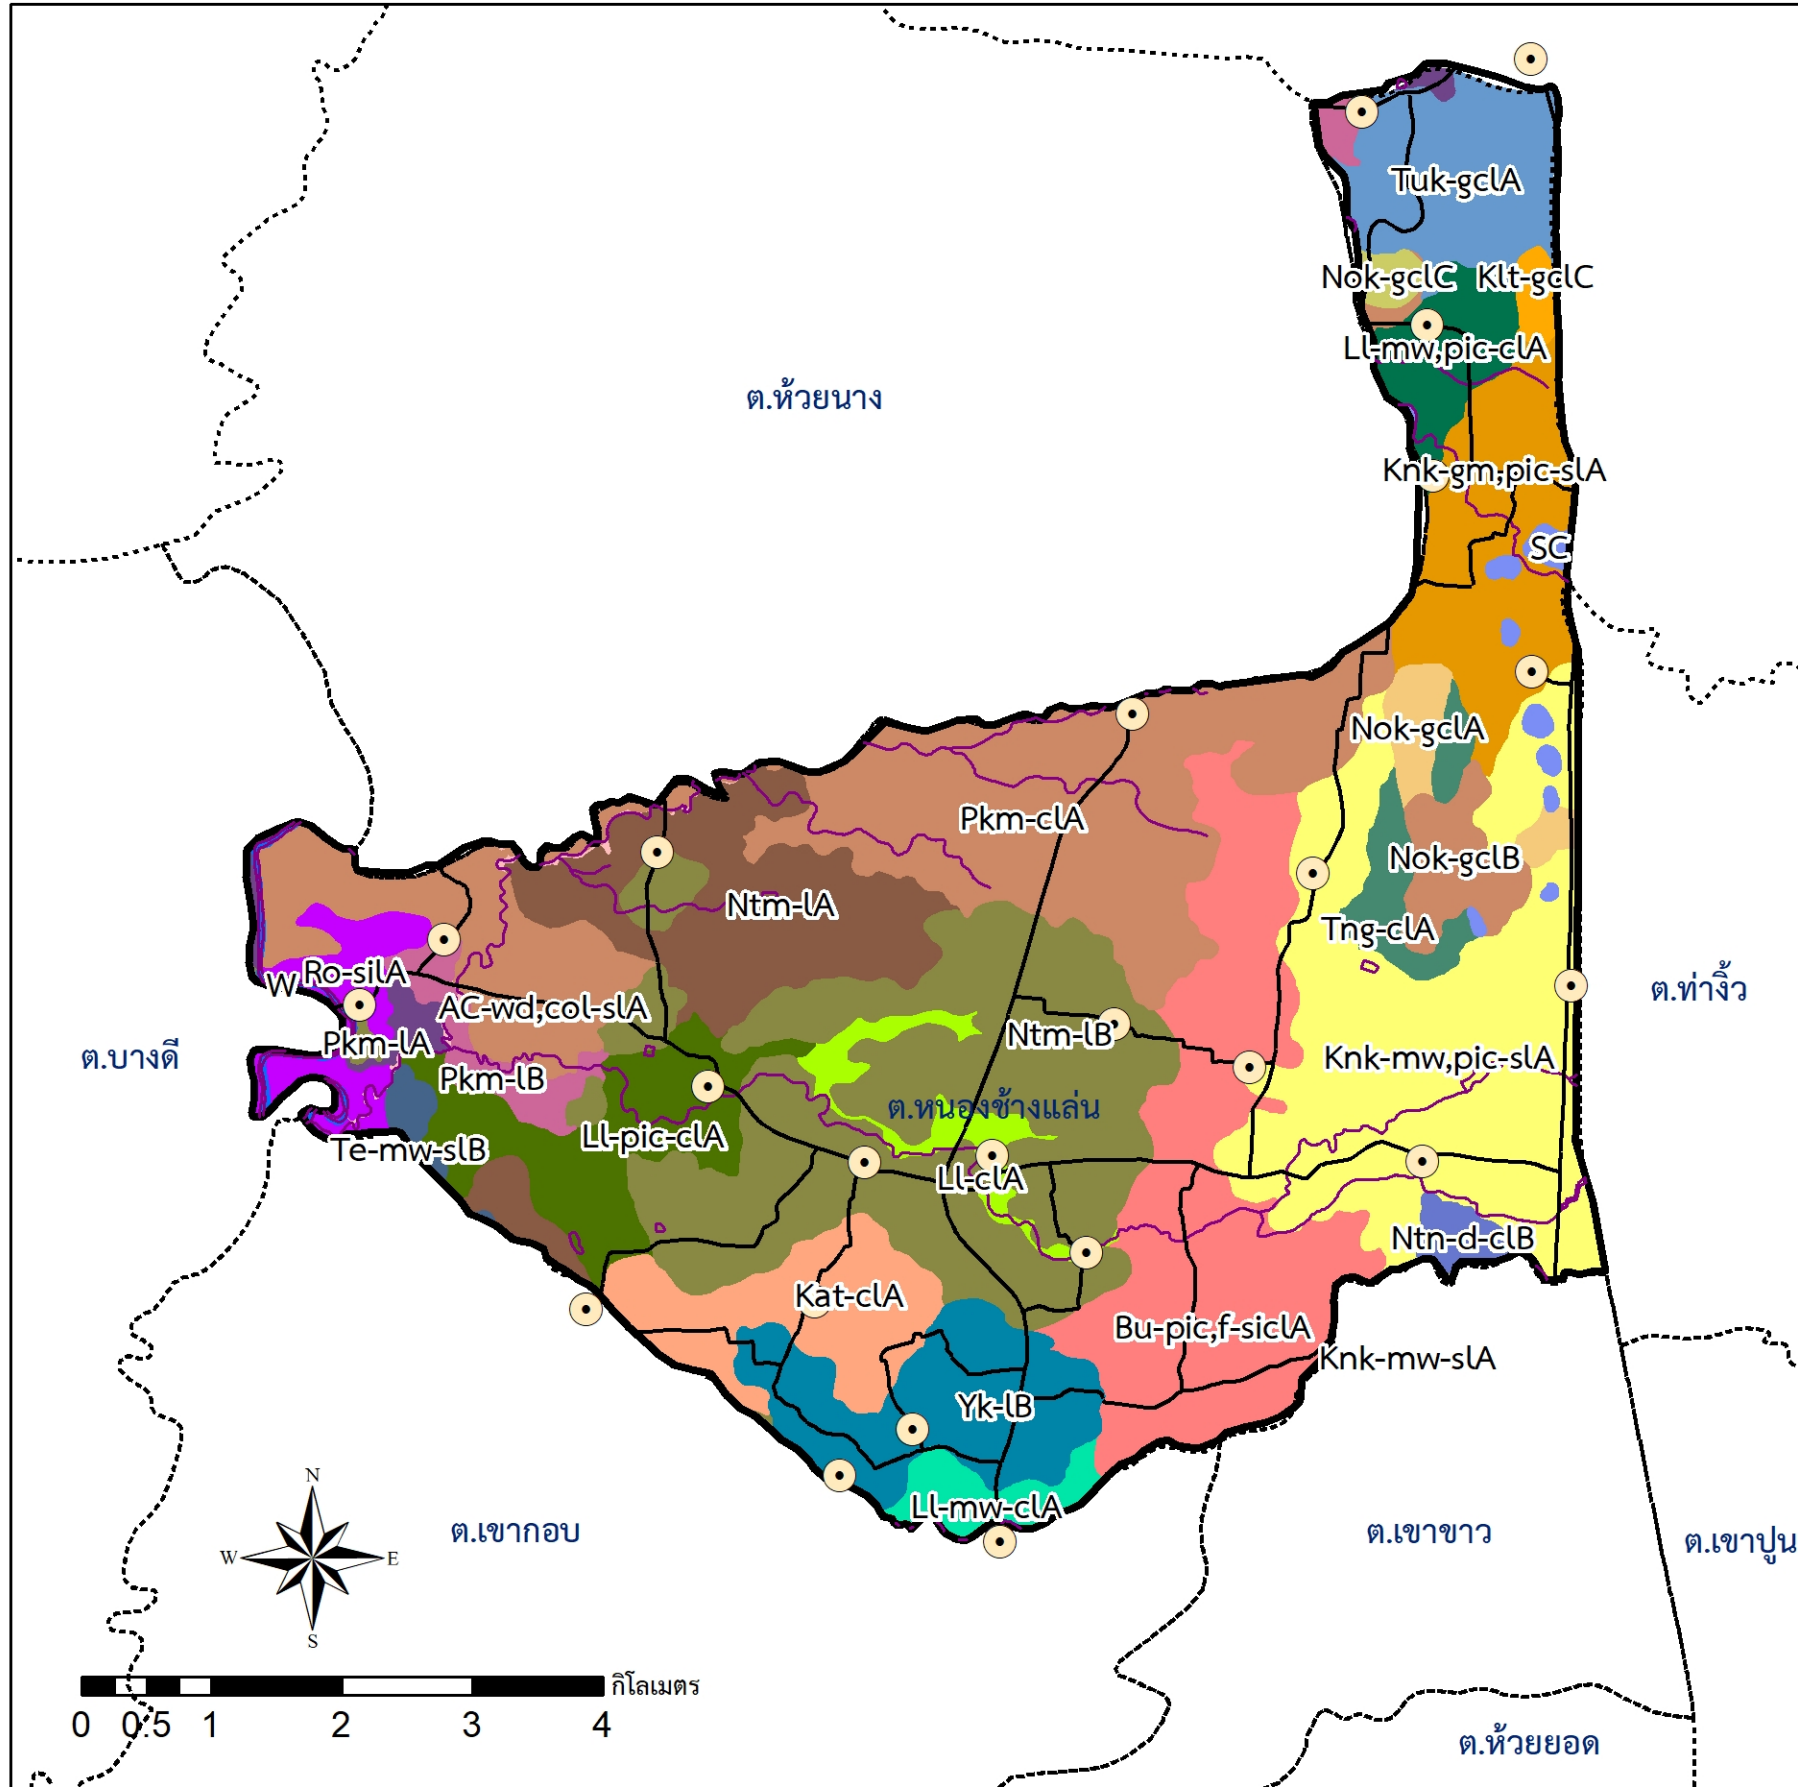 Tuk-gclA
Nok-gclC
Klt-gclC
Ll-mw,pic-clA
ต.ห้วยนาง
Knk-gm,pic-slA
SC
Nok-gclA
Pkm-clA
Nok-gclB
Ntm-lA
Tng-clA
Ro-silA
W
ต.ท่างิ้ว
AC-wd,col-slA
Ntm-lB
Pkm-lA
ต.บางดี
Knk-mw,pic-slA
Pkm-lB
ต.หนองช้างแล่น
Ll-pic-clA
Te-mw-slB
Ll-clA
Ntn-d-clB
Kat-clA
Bu-pic,f-siclA
Knk-mw-slA
Yk-lB
N
Ll-mw-clA
ต.เขากอบ
ต.เขาขาว
ต.เขาปูน
W
E
S
กิโลเมตร
0 0.5 1 2 3 4
ต.ห้วยยอด